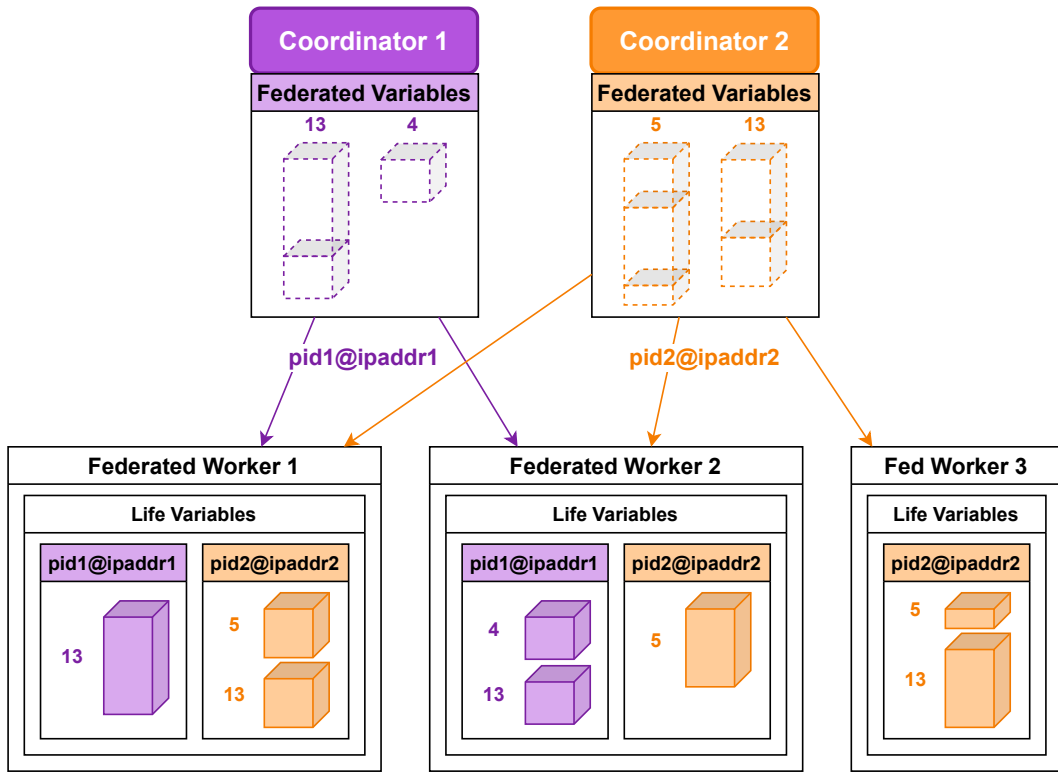 Coordinator 1
Federated Variables
13 4
Coordinator 2
Federated Variables
5 13
pid1@ipaddr1
pid2@ipaddr2
Federated Worker 1
Life Variables
pid1@ipaddr1
13
pid2@ipaddr2
5
13
Federated Worker 2
Life Variables
pid1@ipaddr1
4
13
pid2@ipaddr2
5
Fed Worker 3
Life Variables
pid2@ipaddr2
5
13